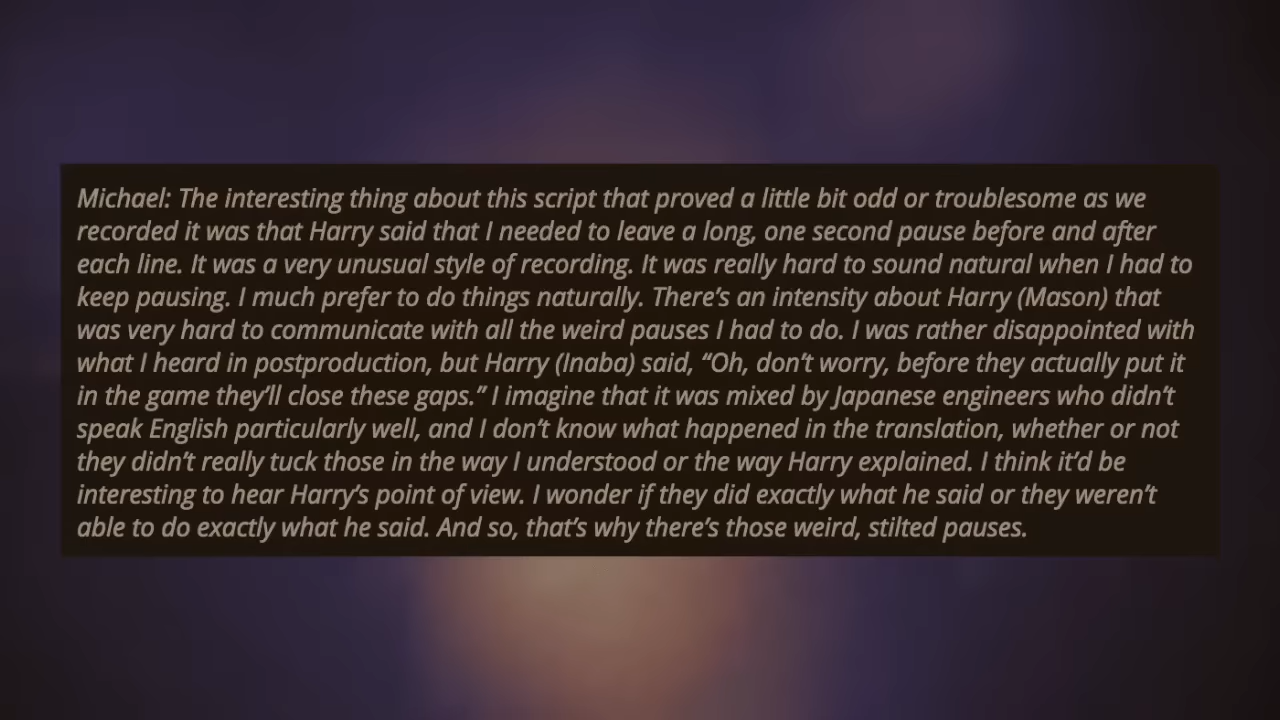 Michael: The interesting thing about this script that proved a little bit odd or troublesome as we
recorded it was that Harry said that I needed to leave a long, one second pause before and after
each line. It was a very unusual style of recording. It was really hard to sound natural when I had to
keep pausing. I much prefer to do things naturally. There’s an intensity about Harry (Mason) that
was very hard to communicate with all the weird pauses I had to do. I was rather disappointed with
what I heard in postproduction, but Harry (Inaba) said, “Oh, don’t worry, before they actually put it
in the game they’ll close these gaps.” I imagine that it was mixed by Japanese engineers who didn’t
speak English particularly well, and I don’t know what happened in the translation, whether or not
they didn’t really tuck those in the way I understood or the way Harry explained. I think it’d be
interesting to hear Harry’s point of view. I wonder if they did exactly what he said or they weren’t
able to do exactly what he said. And so, that’s why there’s those weird, stilted pauses.